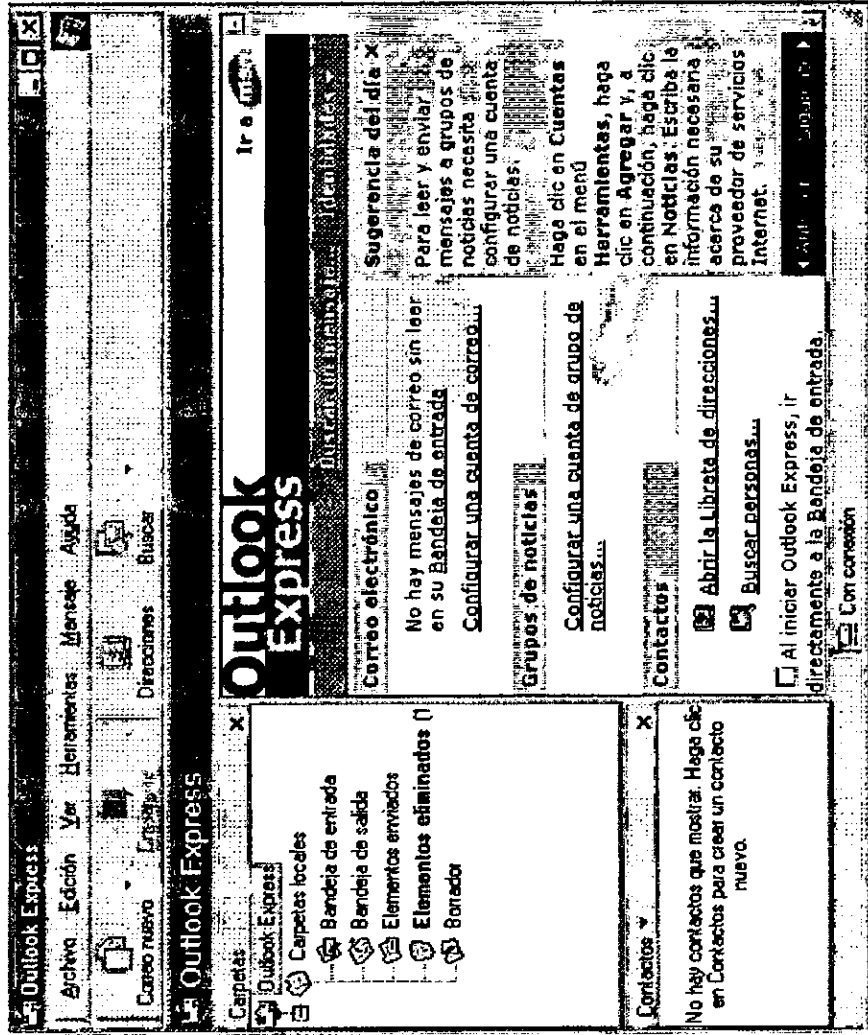 Outlook Express
Archivo Edición Ver Herramientas Mensaje Ayuda
Correo nuevo Direcciones Buscar
Outlook Express
Carpetas
Outlook Express
Carpetas locales
Bandeja de entrada
Bandeja de salida
Elementos enviados
Elementos eliminados (1
Borrador
Contactos
No hay contactos que mostrar. Haga clic
en Contactos para crear un contacto
nuevo.
Outlook
Express
Ir a
Correo electrónico
No hay mensajes de correo sin leer
en su Bandeja de entrada
Configurar una cuenta de correo...
Grupos de noticias
Configurar una cuenta de grupo de
noticias...
Contactos
Abrir la Libreta de direcciones...
Buscar personas...
Al iniciar Outlook Express, ir
directamente a la Bandeja de entrada.
Sugerencia del día
Para leer y enviar
mensajes a grupos de
noticias necesita
configurar una cuenta
de noticias.
Haga clic en Cuentas
en el menú
Herramientas, haga
clic en Agregar y, a
continuación, haga clic
en Noticias. Escriba la
información necesaria
acerca de su
proveedor de servicios
Internet.
Con conexión